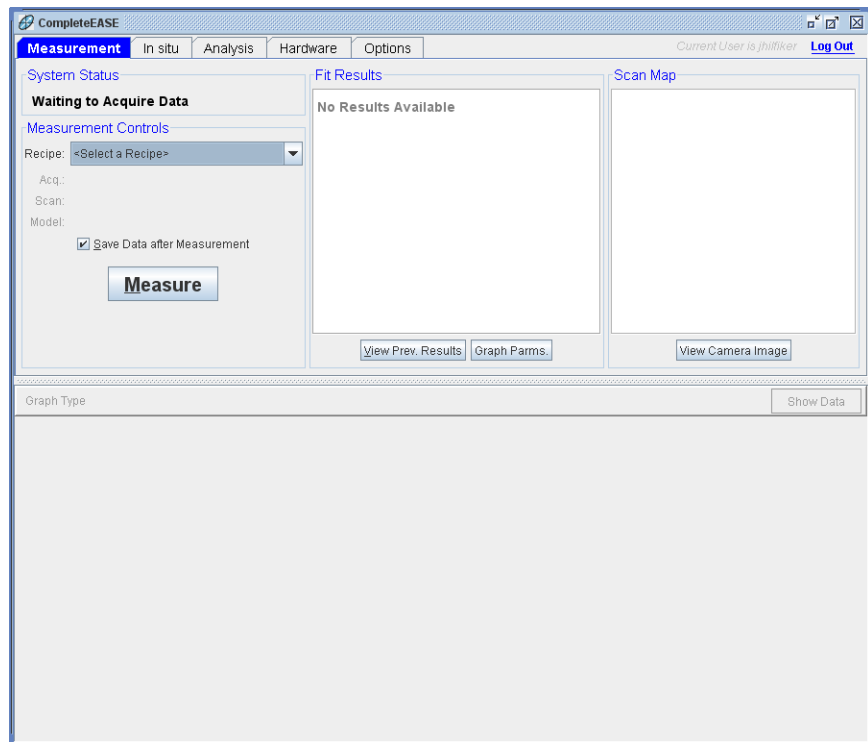 CompleteEASE
Measurement In situ Analysis Hardware Options Current User is jhilfiker Log Out
System Status
Waiting to Acquire Data
Measurement Controls
Recipe: <Select a Recipe>
Acq.:
Scan:
Model:
Save Data after Measurement
Measure
Fit Results
No Results Available
View Prev. Results Graph Parms.
Scan Map
View Camera Image
Graph Type Show Data